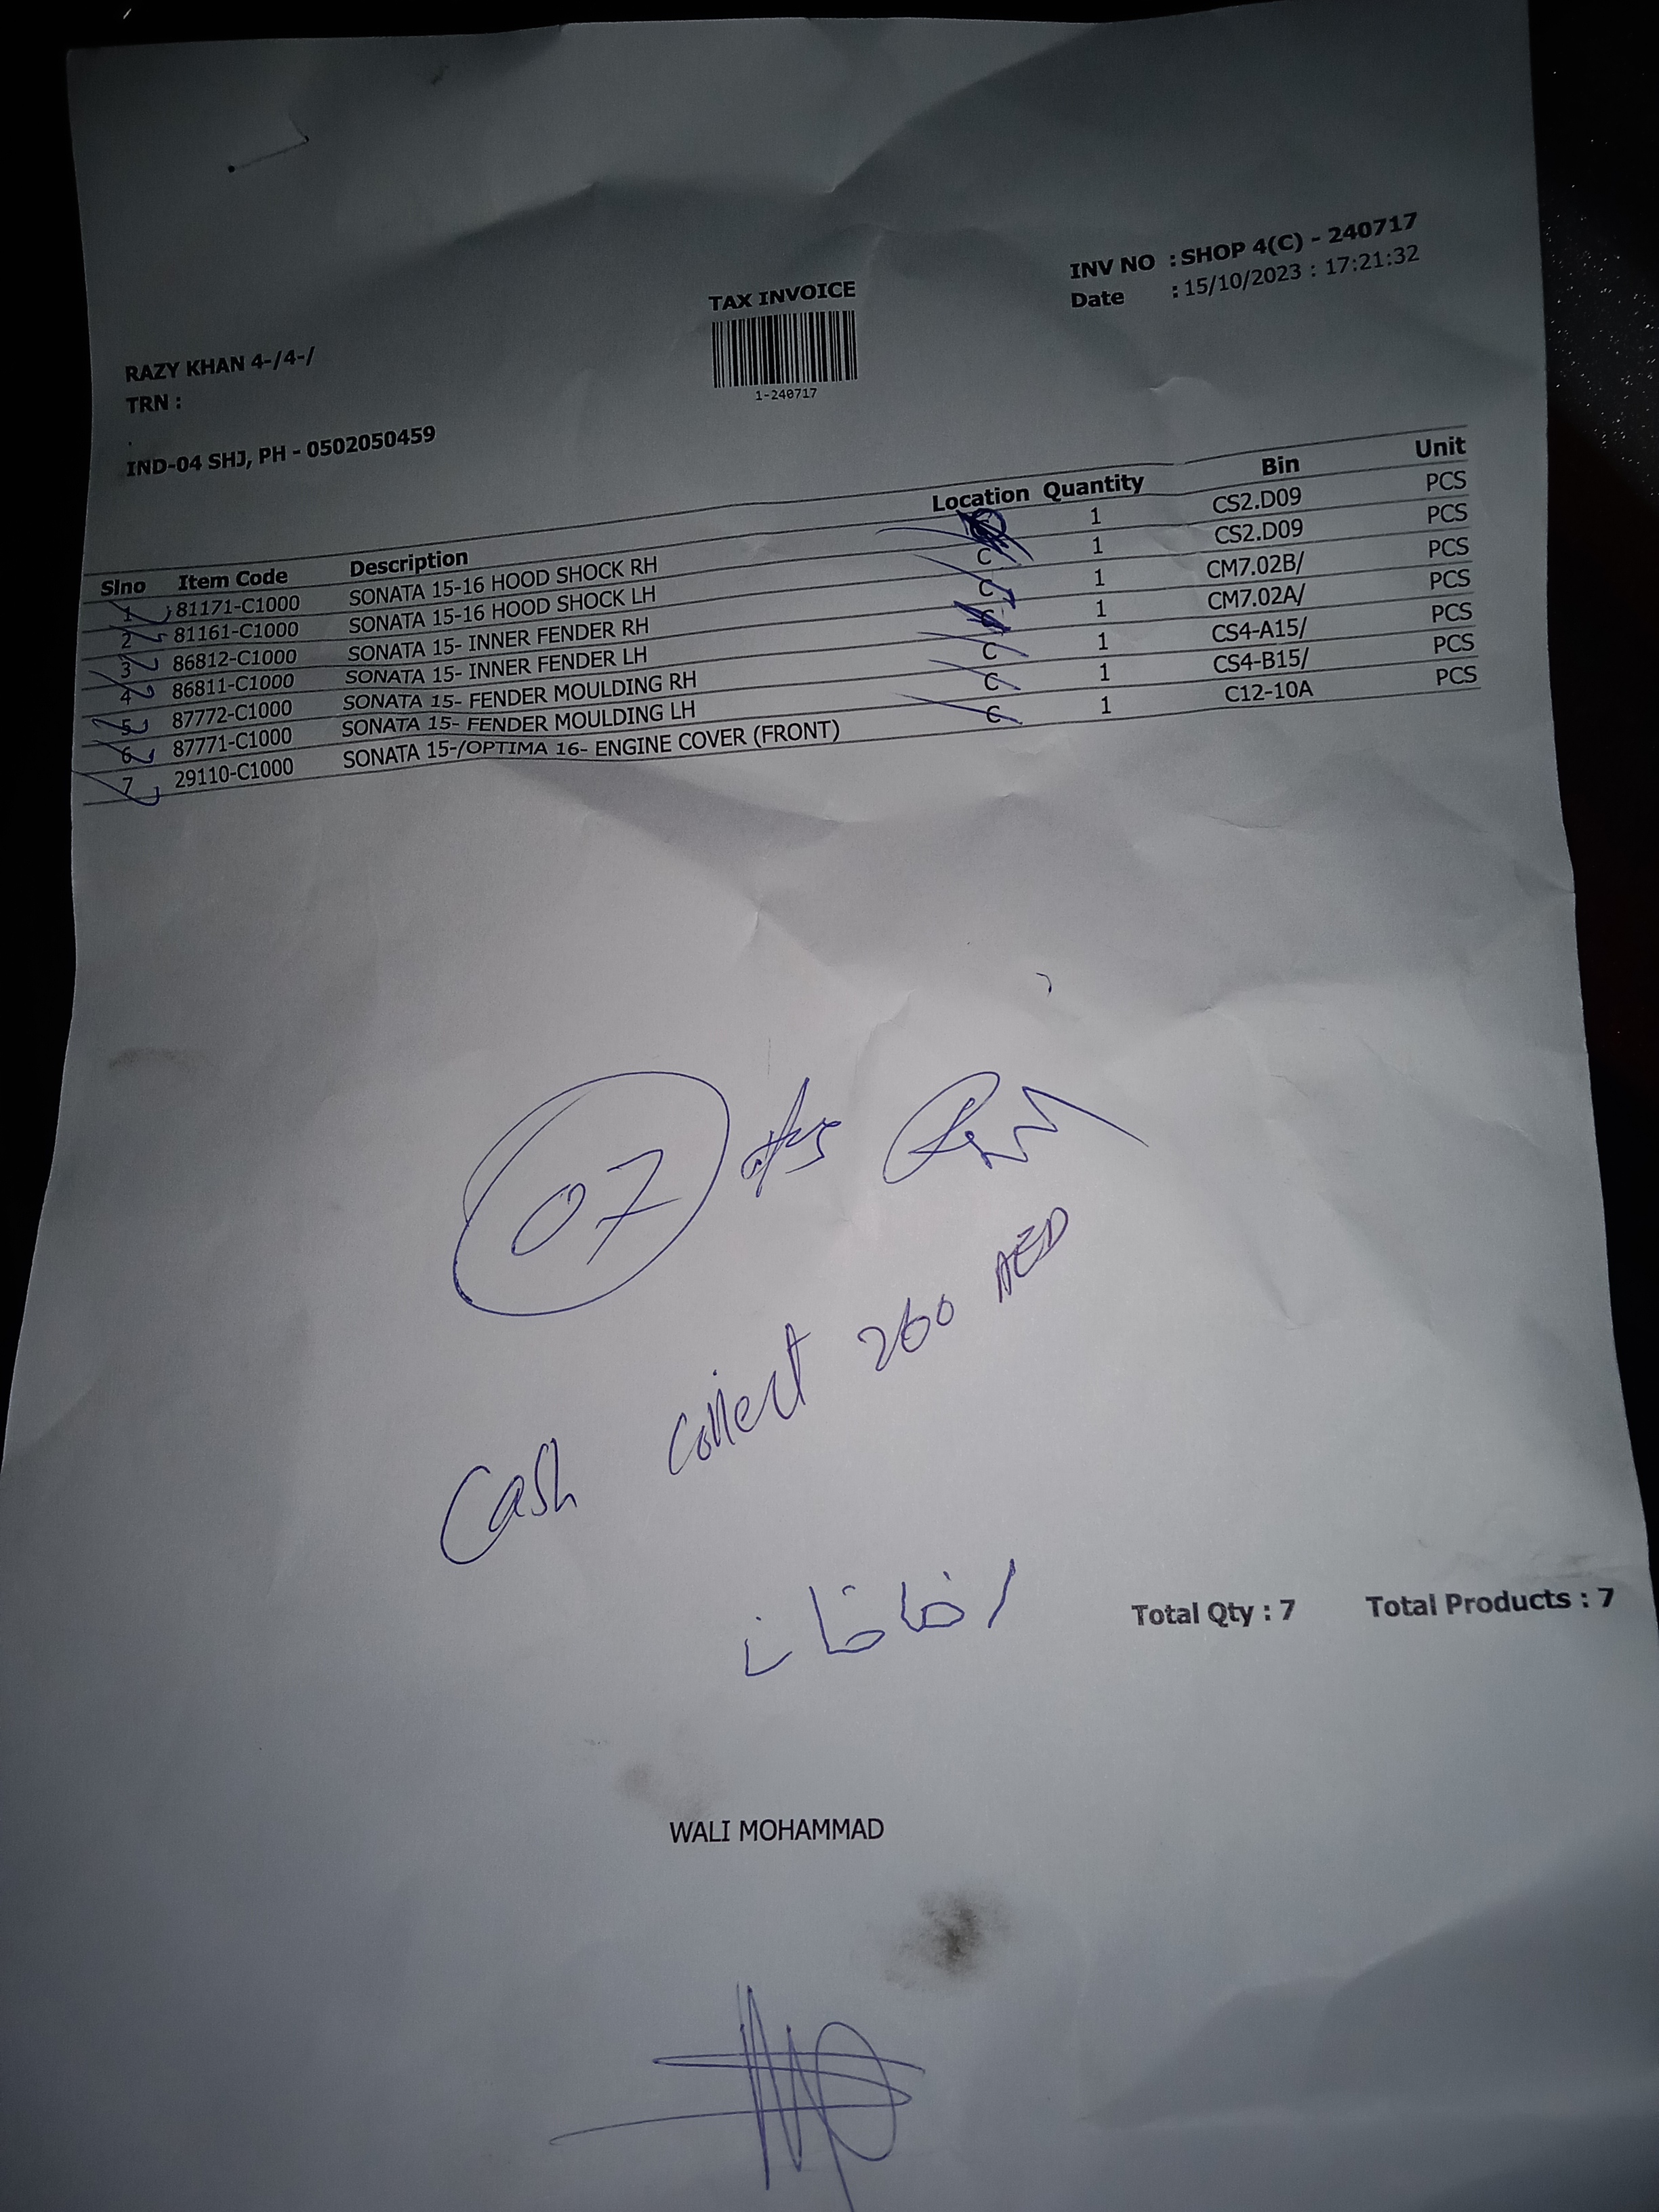 TAX INVOICE
INV NO : SHOP 4(C) - 240717
Date : 15/10/2023 : 17:21:32
1-240717
RAZY KHAN 4-/4-/
TRN :
.
IND-04 SHJ, PH - 0502050459
Slno Item Code Description Location Quantity Bin Unit
1 81171-C1000 SONATA 15-16 HOOD SHOCK RH 1 CS2.D09 PCS
2 81161-C1000 SONATA 15-16 HOOD SHOCK LH C 1 CS2.D09 PCS
3 86812-C1000 SONATA 15- INNER FENDER RH C 1 CM7.02B/ PCS
4 86811-C1000 SONATA 15- INNER FENDER LH C 1 CM7.02A/ PCS
5 87772-C1000 SONATA 15- FENDER MOULDING RH C 1 CS4-A15/ PCS
6 87771-C1000 SONATA 15- FENDER MOULDING LH C 1 CS4-B15/ PCS
7 29110-C1000 SONATA 15-/OPTIMA 16- ENGINE COVER (FRONT) C 1 C12-10A PCS
07
Cash collect 260 AED
Total Qty : 7 Total Products : 7
WALI MOHAMMAD